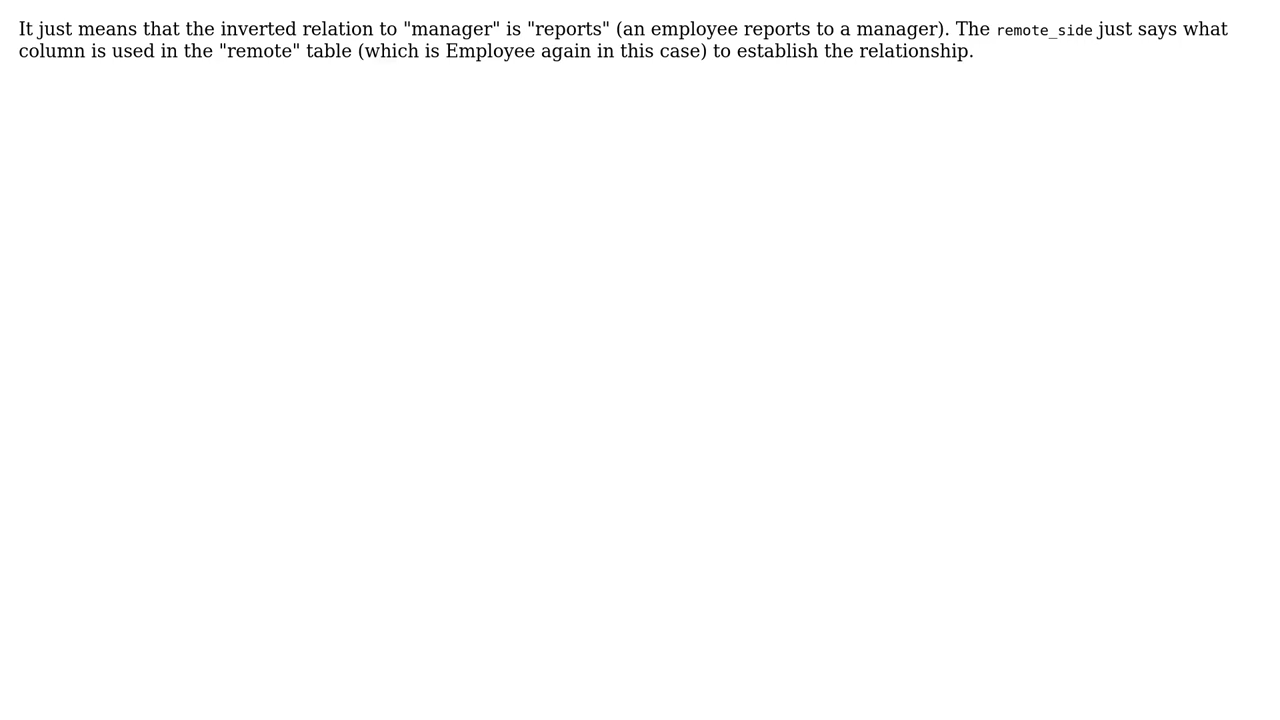 It just means that the inverted relation to "manager" is "reports" (an employee reports to a manager). The remote_side just says what
column is used in the "remote" table (which is Employee again in this case) to establish the relationship.